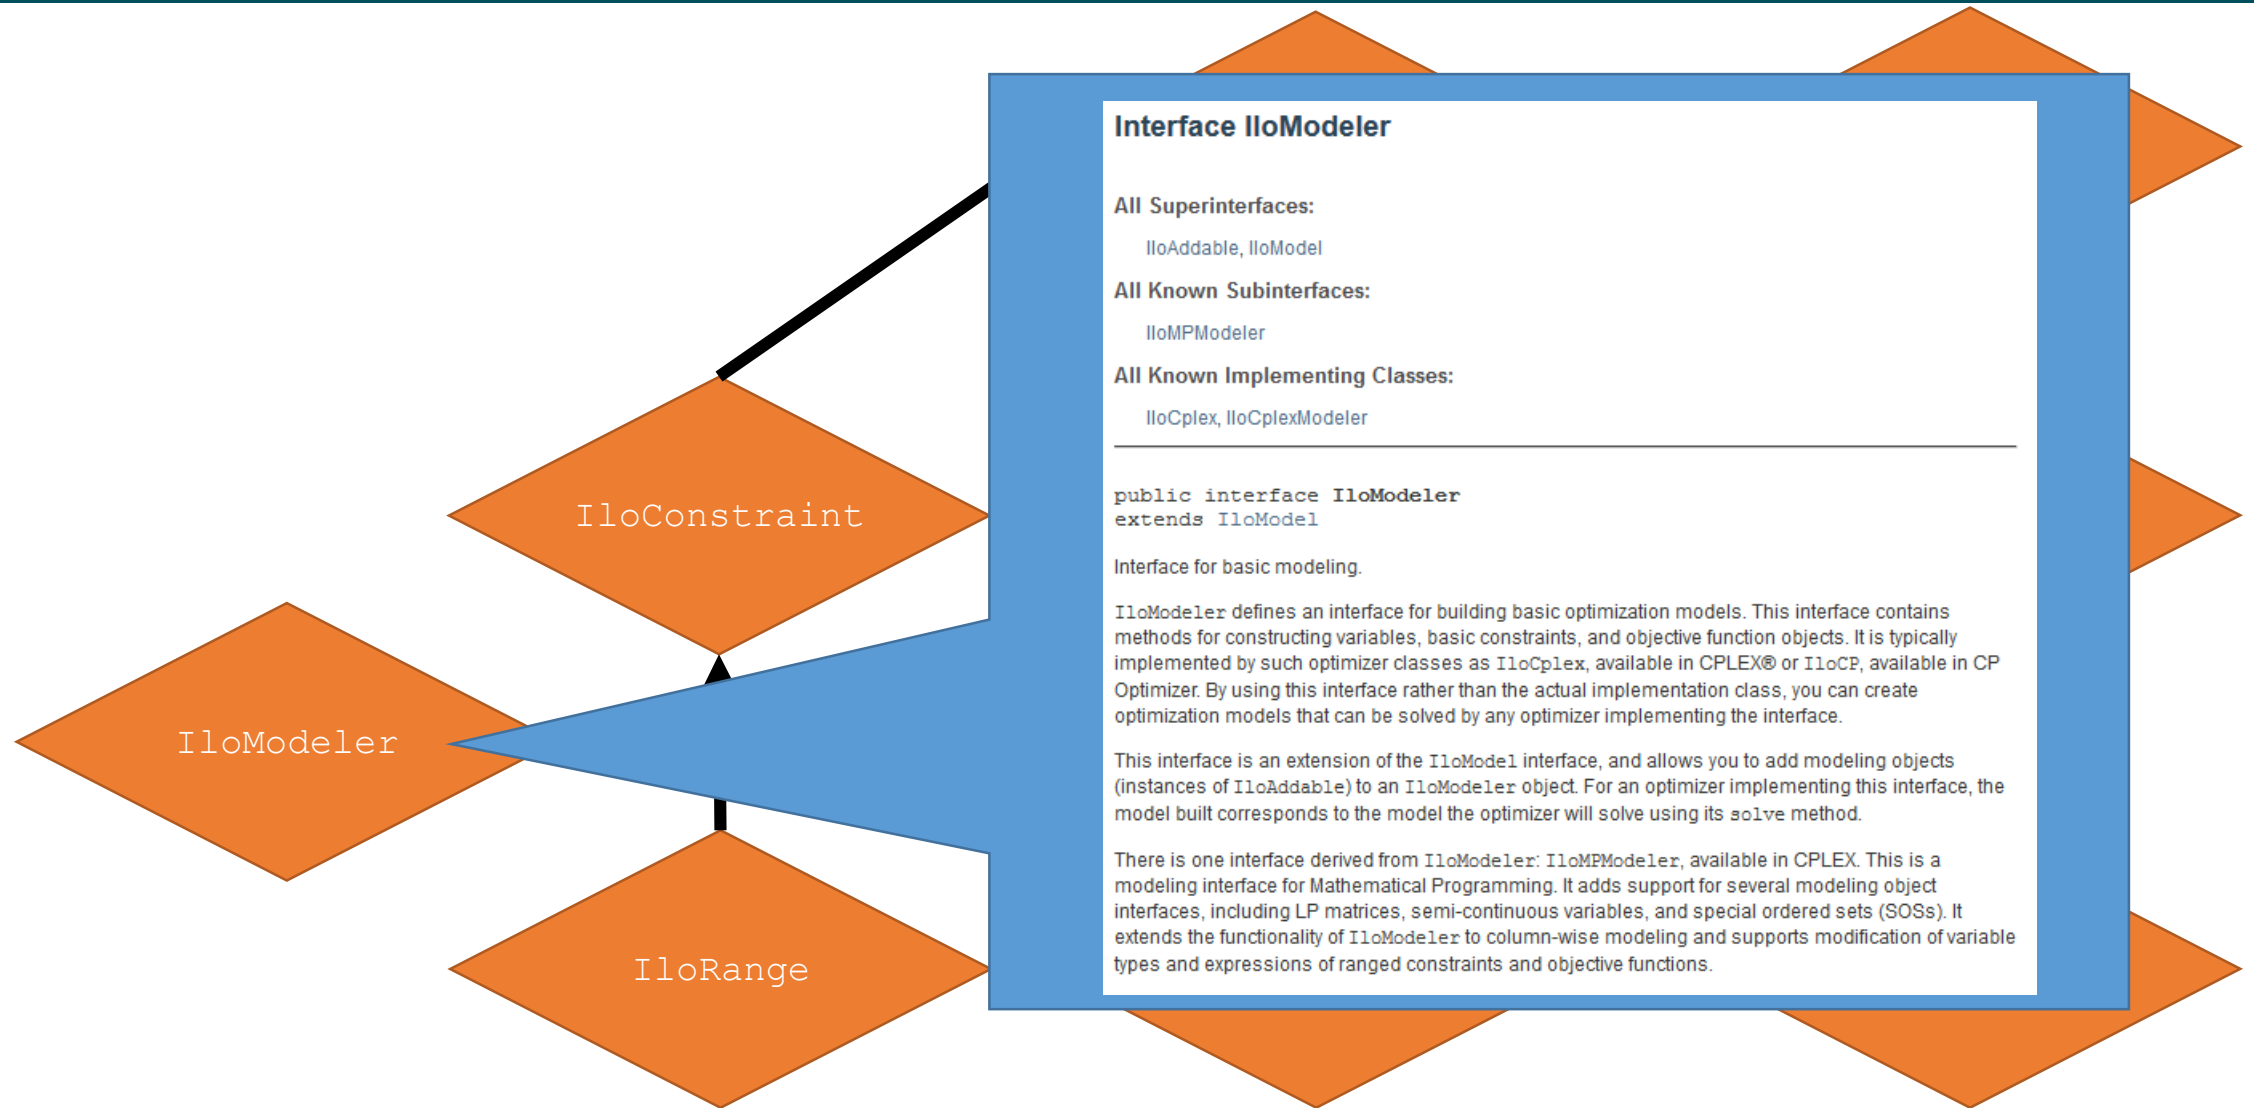 Interface IloModeler
All Superinterfaces:
IloAddable, IloModel
All Known Subinterfaces:
IloMPModeler
All Known Implementing Classes:
IloCplex, IloCplexModeler
public interface IloModeler
extends IloModel
Interface for basic modeling.
IloModeler defines an interface for building basic optimization models. This interface contains
methods for constructing variables, basic constraints, and objective function objects. It is typically
implemented by such optimizer classes as IloCplex, available in CPLEX® or IloCP, available in CP
Optimizer. By using this interface rather than the actual implementation class, you can create
optimization models that can be solved by any optimizer implementing the interface.
This interface is an extension of the IloModel interface, and allows you to add modeling objects
(instances of IloAddable) to an IloModeler object. For an optimizer implementing this interface, the
model built corresponds to the model the optimizer will solve using its solve method.
There is one interface derived from IloModeler: IloMPModeler, available in CPLEX. This is a
modeling interface for Mathematical Programming. It adds support for several modeling object
interfaces, including LP matrices, semi-continuous variables, and special ordered sets (SOSs). It
extends the functionality of IloModeler to column-wise modeling and supports modification of variable
types and expressions of ranged constraints and objective functions.
IloConstraint
IloModeler
IloRange